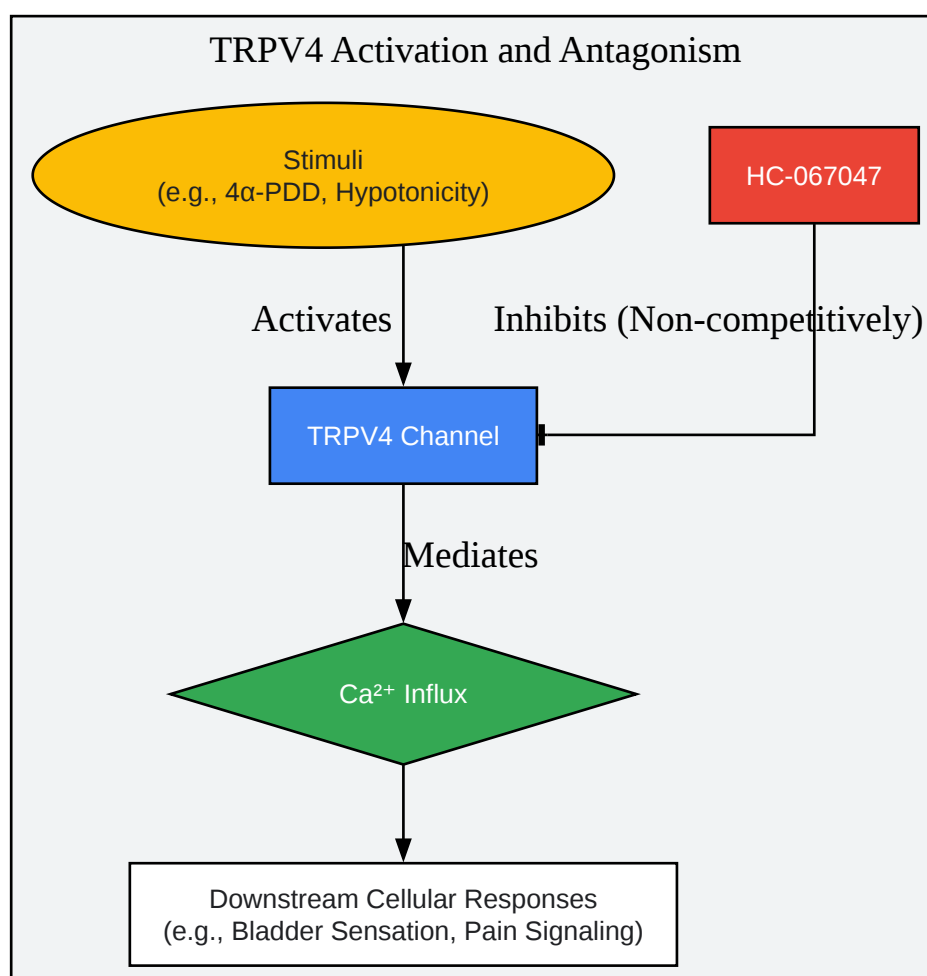 TRPV4 Activation and Antagonism
Stimuli
(e.g., 4α-PDD, Hypotonicity)
HC-067047
Activates
Inhibits (Non-competitively)
TRPV4 Channel
Mediates
Ca²⁺ Influx
Downstream Cellular Responses
(e.g., Bladder Sensation, Pain Signaling)